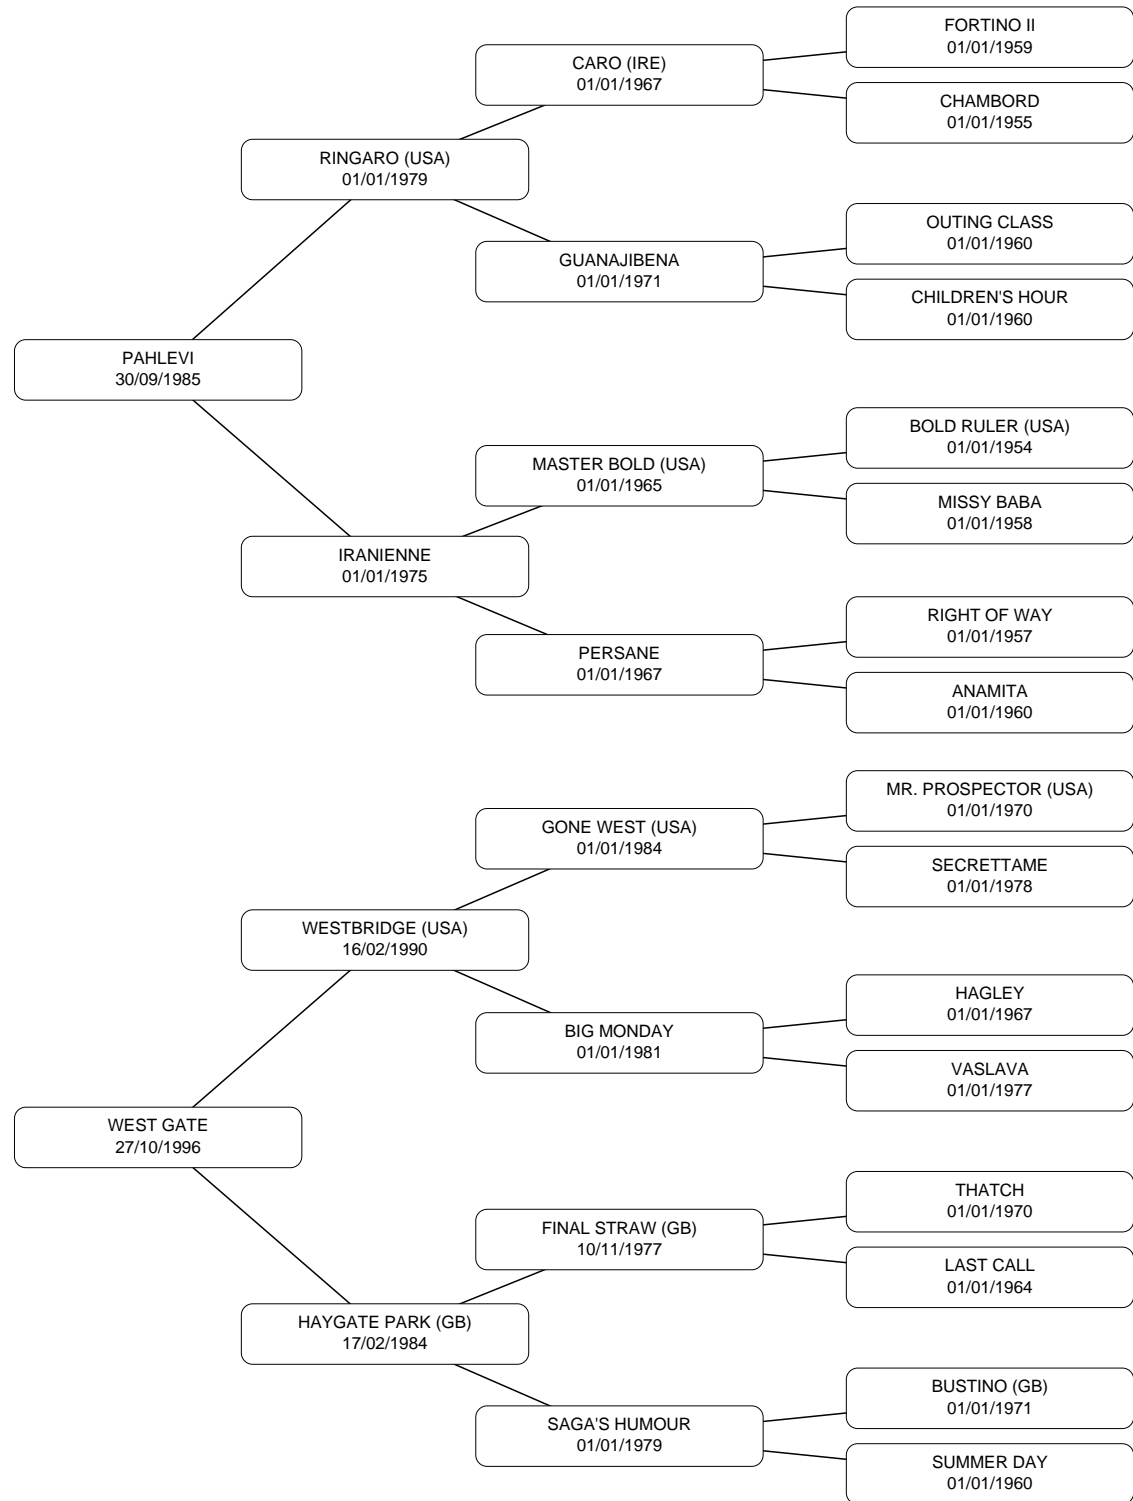 FORTINO II
01/01/1959
CARO (IRE)
01/01/1967
CHAMBORD
01/01/1955
RINGARO (USA)
01/01/1979
OUTING CLASS
01/01/1960
GUANAJIBENA
01/01/1971
CHILDREN'S HOUR
01/01/1960
PAHLEVI
30/09/1985
BOLD RULER (USA)
01/01/1954
MASTER BOLD (USA)
01/01/1965
MISSY BABA
01/01/1958
IRANIENNE
01/01/1975
RIGHT OF WAY
01/01/1957
PERSANE
01/01/1967
ANAMITA
01/01/1960
MR. PROSPECTOR (USA)
01/01/1970
GONE WEST (USA)
01/01/1984
SECRETTAME
01/01/1978
WESTBRIDGE (USA)
16/02/1990
HAGLEY
01/01/1967
BIG MONDAY
01/01/1981
VASLAVA
01/01/1977
WEST GATE
27/10/1996
THATCH
01/01/1970
FINAL STRAW (GB)
10/11/1977
LAST CALL
01/01/1964
HAYGATE PARK (GB)
17/02/1984
BUSTINO (GB)
01/01/1971
SAGA'S HUMOUR
01/01/1979
SUMMER DAY
01/01/1960